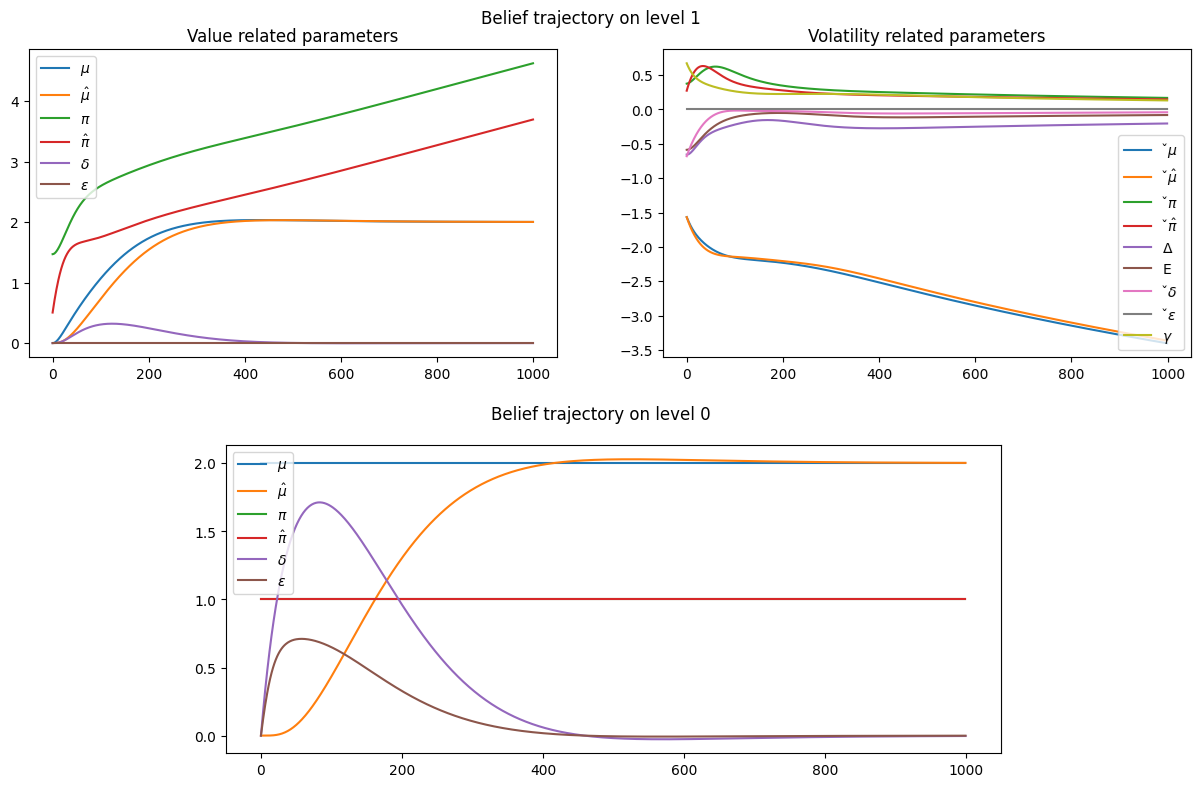 Belief trajectory on level 1
Value related parameters
Volatility related parameters
μ
μ̂
π
π̂
δ
ε
4
3
2
1
0
0 200 400 600 800 1000
0.5
0.0
−0.5
−1.0
−1.5
−2.0
−2.5
−3.0
−3.5
ˇμ
ˇμ̂
ˇπ
ˇπ̂
Δ
E
ˇδ
ˇε
γ
0 200 400 600 800 1000
Belief trajectory on level 0
2.0
1.5
1.0
0.5
0.0
μ
μ̂
π
π̂
δ
ε
0 200 400 600 800 1000